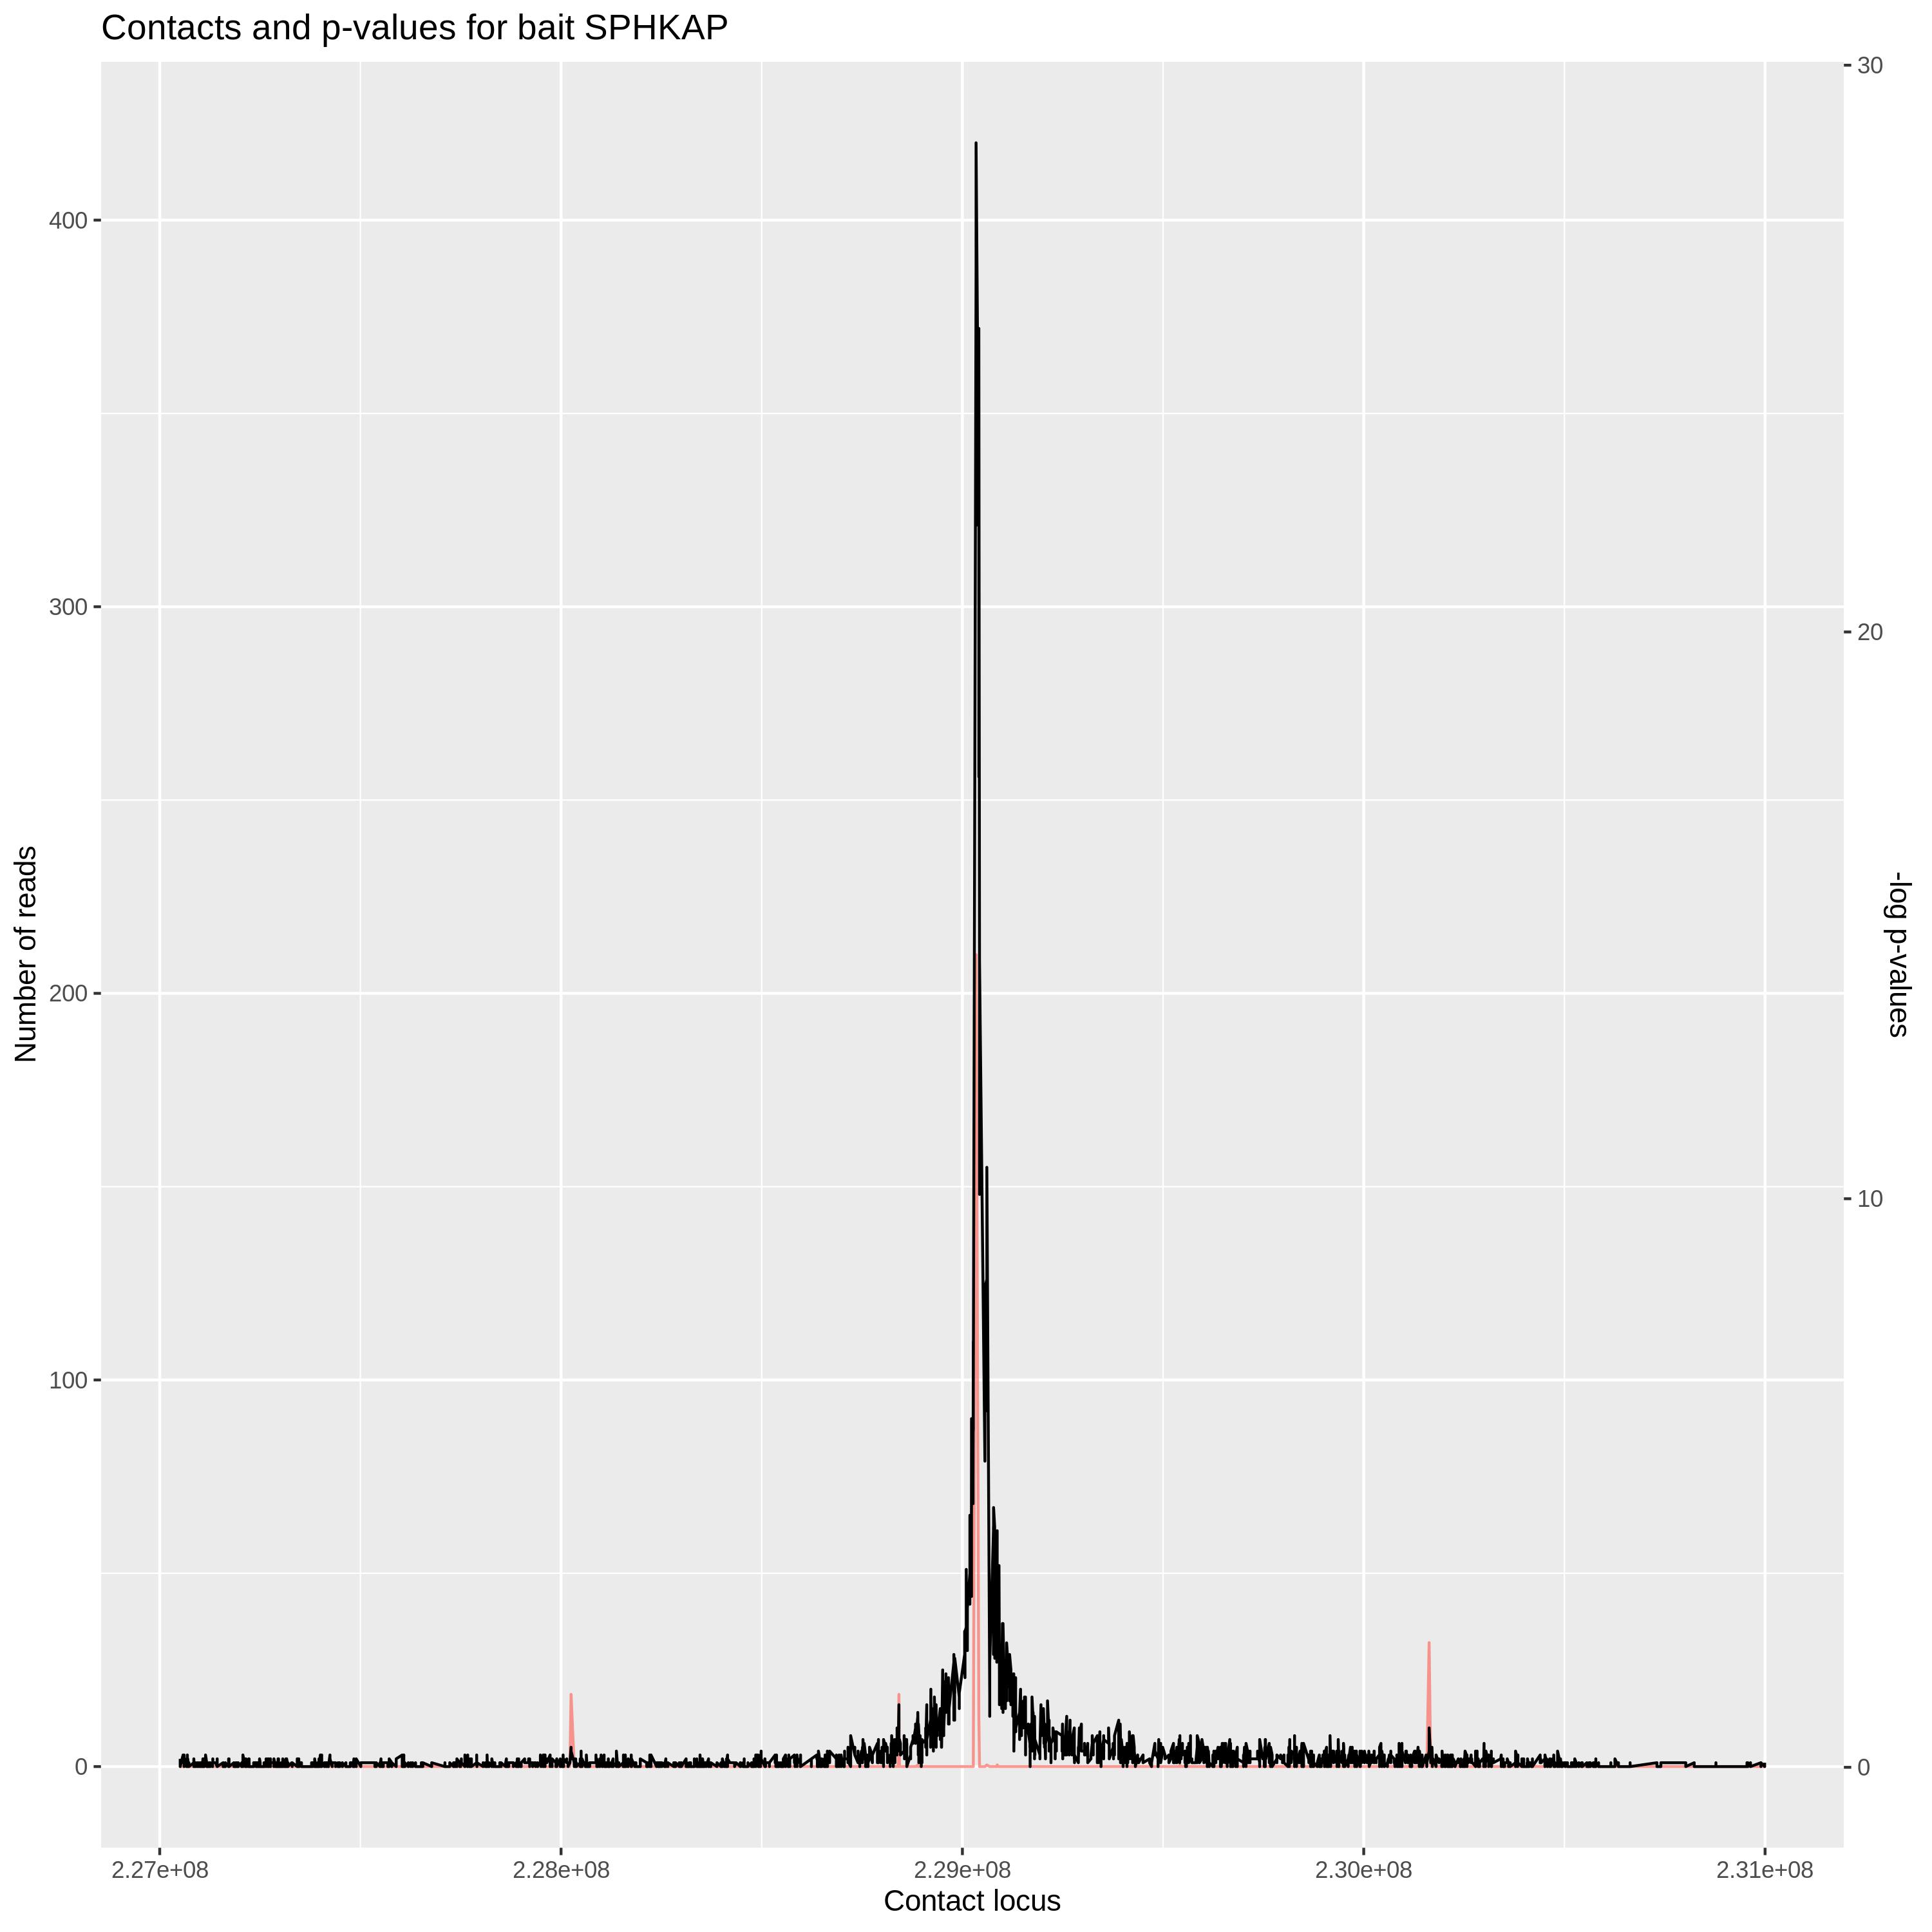 Contacts and p-values for bait SPHKAP
30
400
20
300
Number of reads
-log p-values
200
10
100
0
0
2.27e+08 2.28e+08 2.29e+08 2.30e+08 2.31e+08
Contact locus